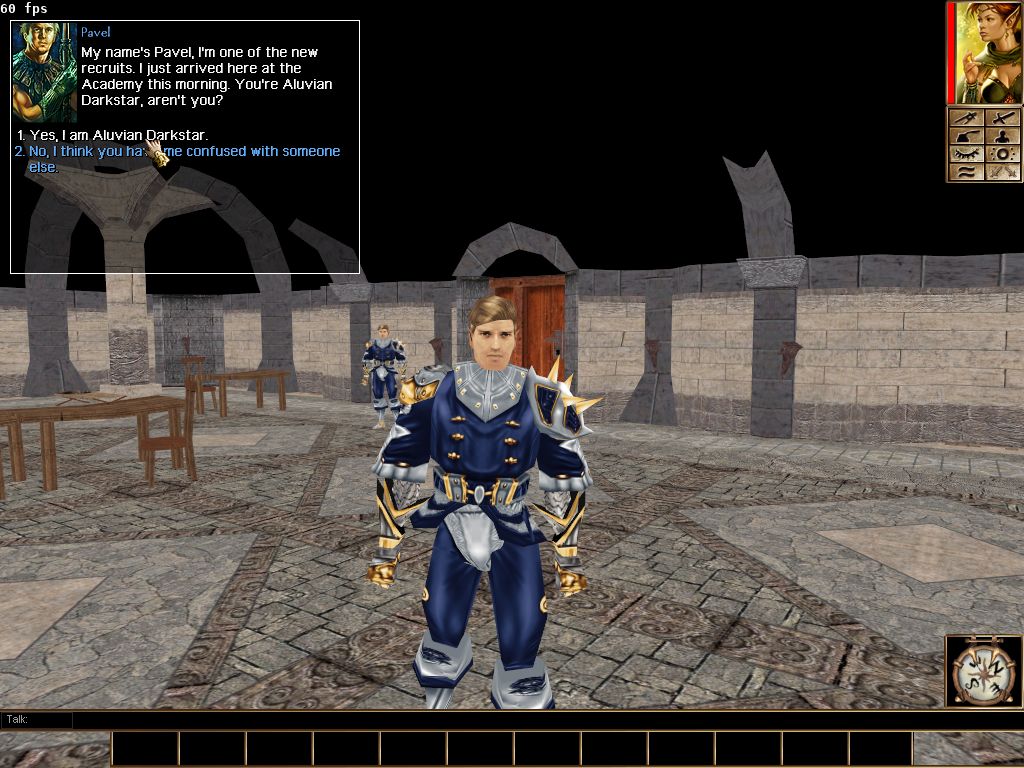 60 fps
Pavel
My name's Pavel, I'm one of the new
recruits. I just arrived here at the
Academy this morning. You're Aluvian
Darkstar, aren't you?
1. Yes, I am Aluvian Darkstar.
2. No, I think you ha me confused with someone
else.
Talk:
N
E
S